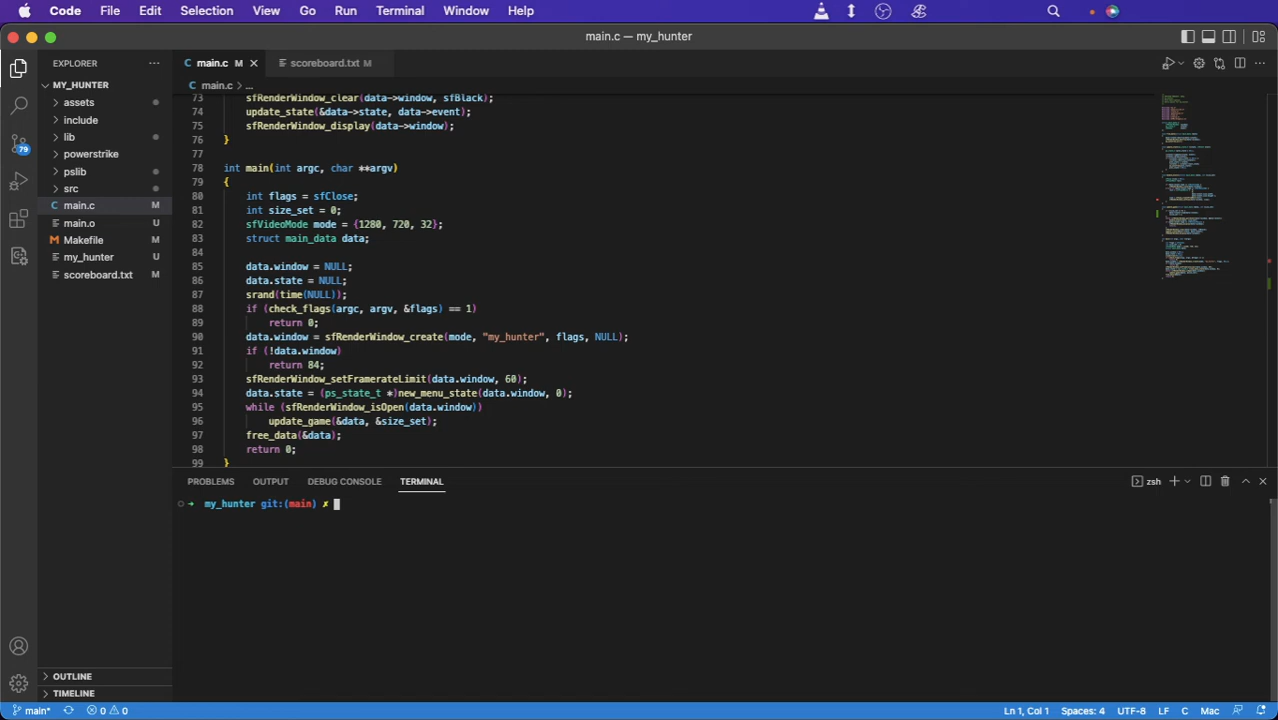 Code File Edit Selection View Go Run Terminal Window Help
main.c — my_hunter
EXPLORER
main.c M
scoreboard.txt M
MY_HUNTER
main.c > ...
assets
include
lib
powerstrike
pslib
src
main.c M
main.o U
Makefile M
my_hunter U
scoreboard.txt M
79
73 sfRenderWindow_clear(data->window, sfBlack);
74 update_state(&data->state, data->event);
75 sfRenderWindow_display(data->window);
76 }
77
78 int main(int argc, char **argv)
79 {
80 int flags = sfClose;
81 int size_set = 0;
82 sfVideoMode mode = {1280, 720, 32};
83 struct main_data data;
84
85 data.window = NULL;
86 data.state = NULL;
87 srand(time(NULL));
88 if (check_flags(argc, argv, &flags) == 1)
89 return 0;
90 data.window = sfRenderWindow_create(mode, "my_hunter", flags, NULL);
91 if (!data.window)
92 return 84;
93 sfRenderWindow_setFramerateLimit(data.window, 60);
94 data.state = (ps_state_t *)new_menu_state(data.window, 0);
95 while (sfRenderWindow_isOpen(data.window))
96 update_game(&data, &size_set);
97 free_data(&data);
98 return 0;
99 }
PROBLEMS OUTPUT DEBUG CONSOLE TERMINAL
zsh
my_hunter git:(main) ✗
OUTLINE
TIMELINE
main* 0 0
Ln 1, Col 1 Spaces: 4 UTF-8 LF C Mac